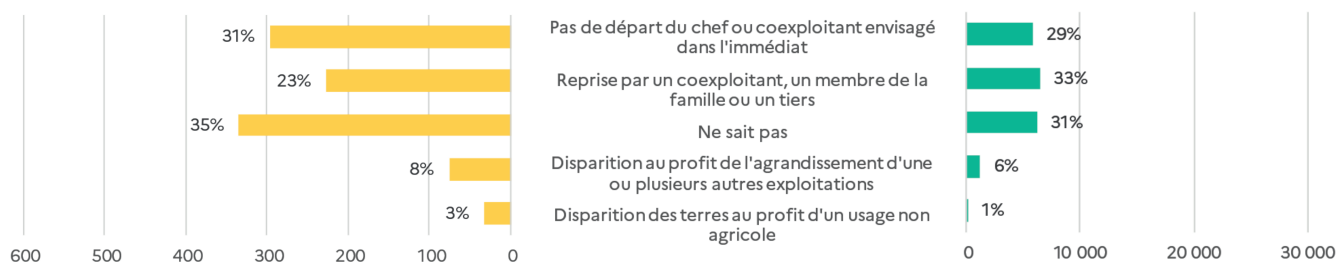 31%
Pas de départ du chef ou coexploitant envisagé
dans l'immédiat
29%
23%
Reprise par un coexploitant, un membre de la
famille ou un tiers
33%
35%
Ne sait pas
31%
8%
Disparition au profit de l'agrandissement d'une
ou plusieurs autres exploitations
6%
3%
Disparition des terres au profit d'un usage non
agricole
1%
600 500 400 300 200 100 0
0 10 000 20 000 30 000